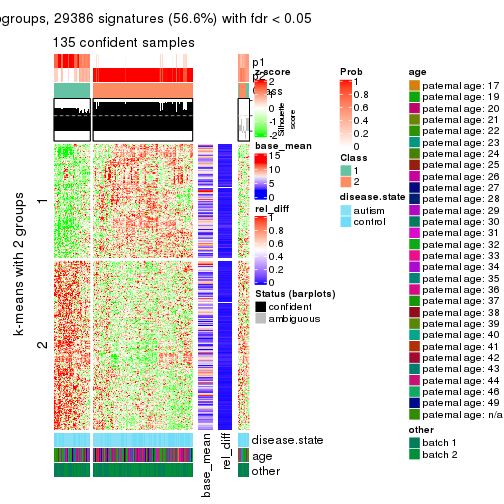 ogroups, 29386 signatures (56.6%) with fdr < 0.05
135 confident samples
p1
p2
Class
Silhouette
score
k-means with 2 groups
1
2
disease.state
age
other
base_mean
rel_diff
z-score
2
1
0
-1
-2
base_mean
15
10
5
0
rel_diff
1
0.8
0.6
0.4
0.2
0
Status (barplots)
confident
ambiguous
Prob
1
0.8
0.6
0.4
0.2
0
Class
1
2
disease.state
autism
control
age
paternal age: 17
paternal age: 19
paternal age: 20
paternal age: 21
paternal age: 22
paternal age: 23
paternal age: 24
paternal age: 25
paternal age: 26
paternal age: 27
paternal age: 28
paternal age: 29
paternal age: 30
paternal age: 31
paternal age: 32
paternal age: 33
paternal age: 34
paternal age: 35
paternal age: 36
paternal age: 37
paternal age: 38
paternal age: 39
paternal age: 40
paternal age: 41
paternal age: 42
paternal age: 43
paternal age: 44
paternal age: 46
paternal age: 49
paternal age: n/a
other
batch 1
batch 2